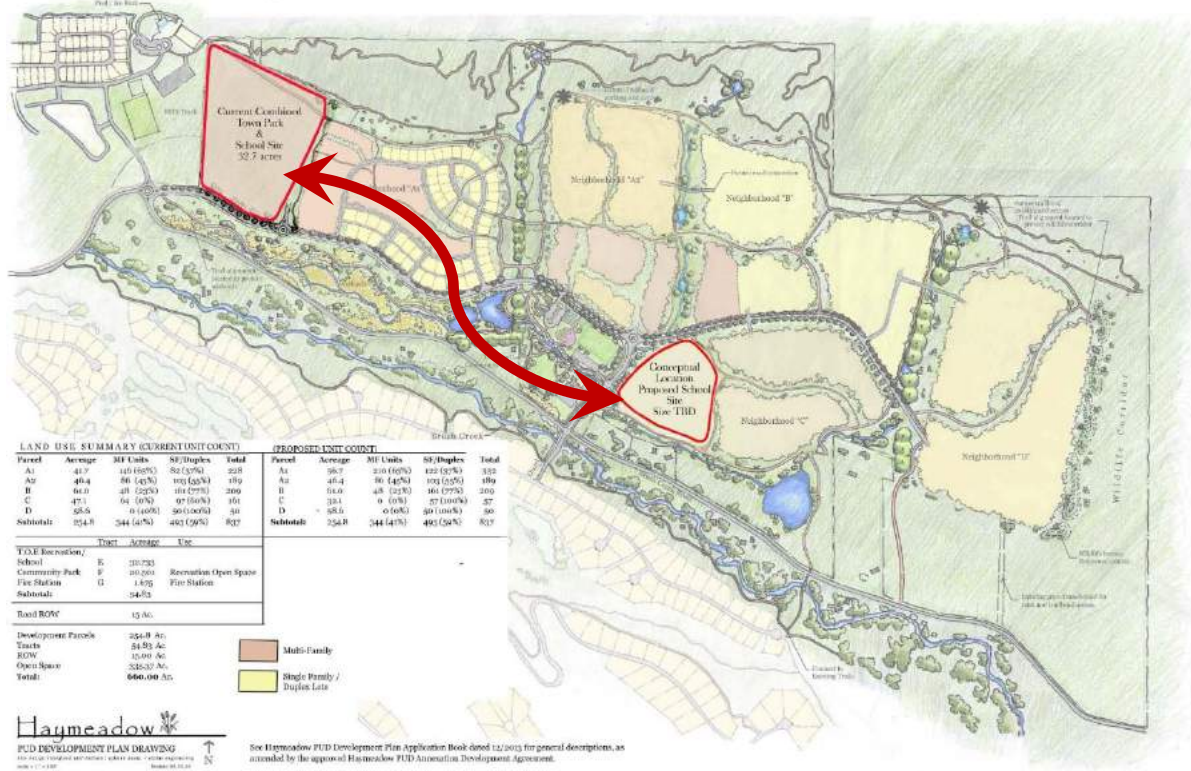 Current Combined
Town Park
&
School Site
32.7 acres
Neighborhood "A2"
Neighborhood "B"
Conceptual
Location
Proposed School
Site
Size TBD
Neighborhood "C"
Neighborhood "D"
Brush Creek
Wildlife Corridor
LAND USE SUMMARY (CURRENT UNIT COUNT)
Parcel Acreage MF Units SF/Duplex Total
A1 41.7 146 (65%) 82 (37%) 228
A2 46.4 86 (45%) 103 (55%) 189
B 61.0 48 (23%) 161 (77%) 209
C 47.1 64 (0%) 97 (60%) 161
D 58.6 0 (40%) 50 (100%) 50
Subtotal: 254.8 344 (41%) 493 (59%) 837
(PROPOSED UNIT COUNT)
Parcel Acreage MF Units SF/Duplex Total
A1 56.7 210 (65%) 122 (37%) 332
A2 46.4 86 (45%) 103 (55%) 189
B 61.0 48 (23%) 161 (77%) 209
C 32.1 0 (0%) 57 (100%) 57
D 58.6 0 (0%) 50 (100%) 50
Subtotal: 254.8 344 (41%) 493 (59%) 837
Tract Acreage Use
T.O.E Recreation/
School E
Community Park F Recreation Open Space
Fire Station G 1.675 Fire Station
Subtotal: 54.83
Road ROW 15 Ac.
Development Parcels 254.8 Ac.
Tracts 54.83 Ac.
ROW 15.00 Ac.
Open Space 335.37 Ac.
Total: 660.00 Ac.
Multi-Family
Single Family /
Duplex Lots
Haymeadow
PUD DEVELOPMENT PLAN DRAWING
N
See Haymeadow PUD Development Plan Application Book dated 12/2013 for general descriptions, as
amended by the approved Haymeadow PUD Annexation Development Agreement.